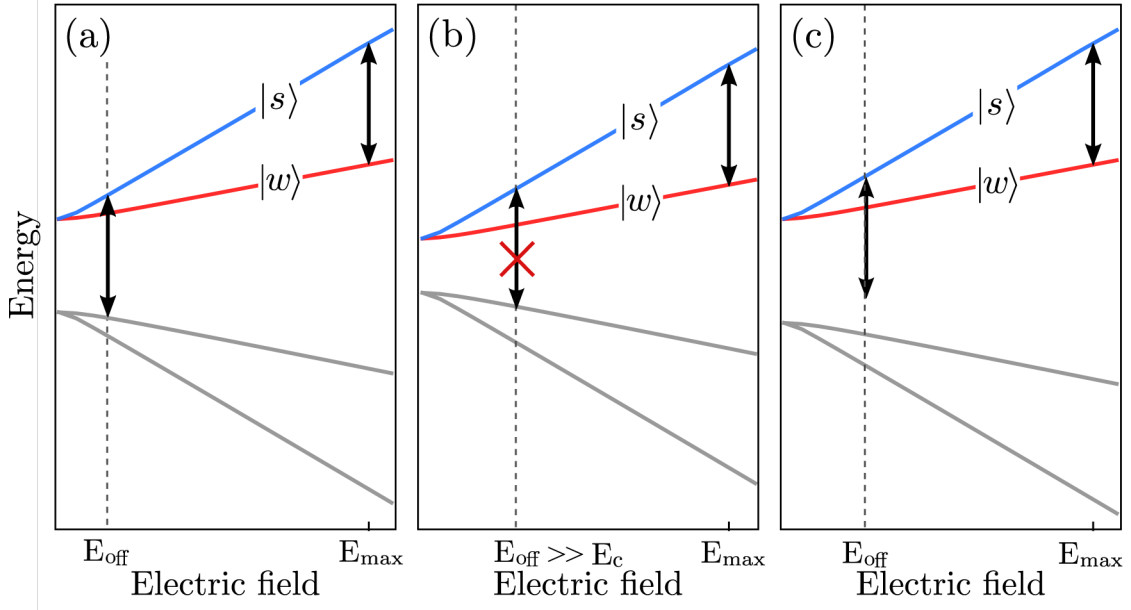 (a)
(b)
(c)
|s⟩
|w⟩
|s⟩
|w⟩
|s⟩
|w⟩
Energy
E_off
E_max
E_off >> E_c
E_max
E_off
E_max
Electric field
Electric field
Electric field